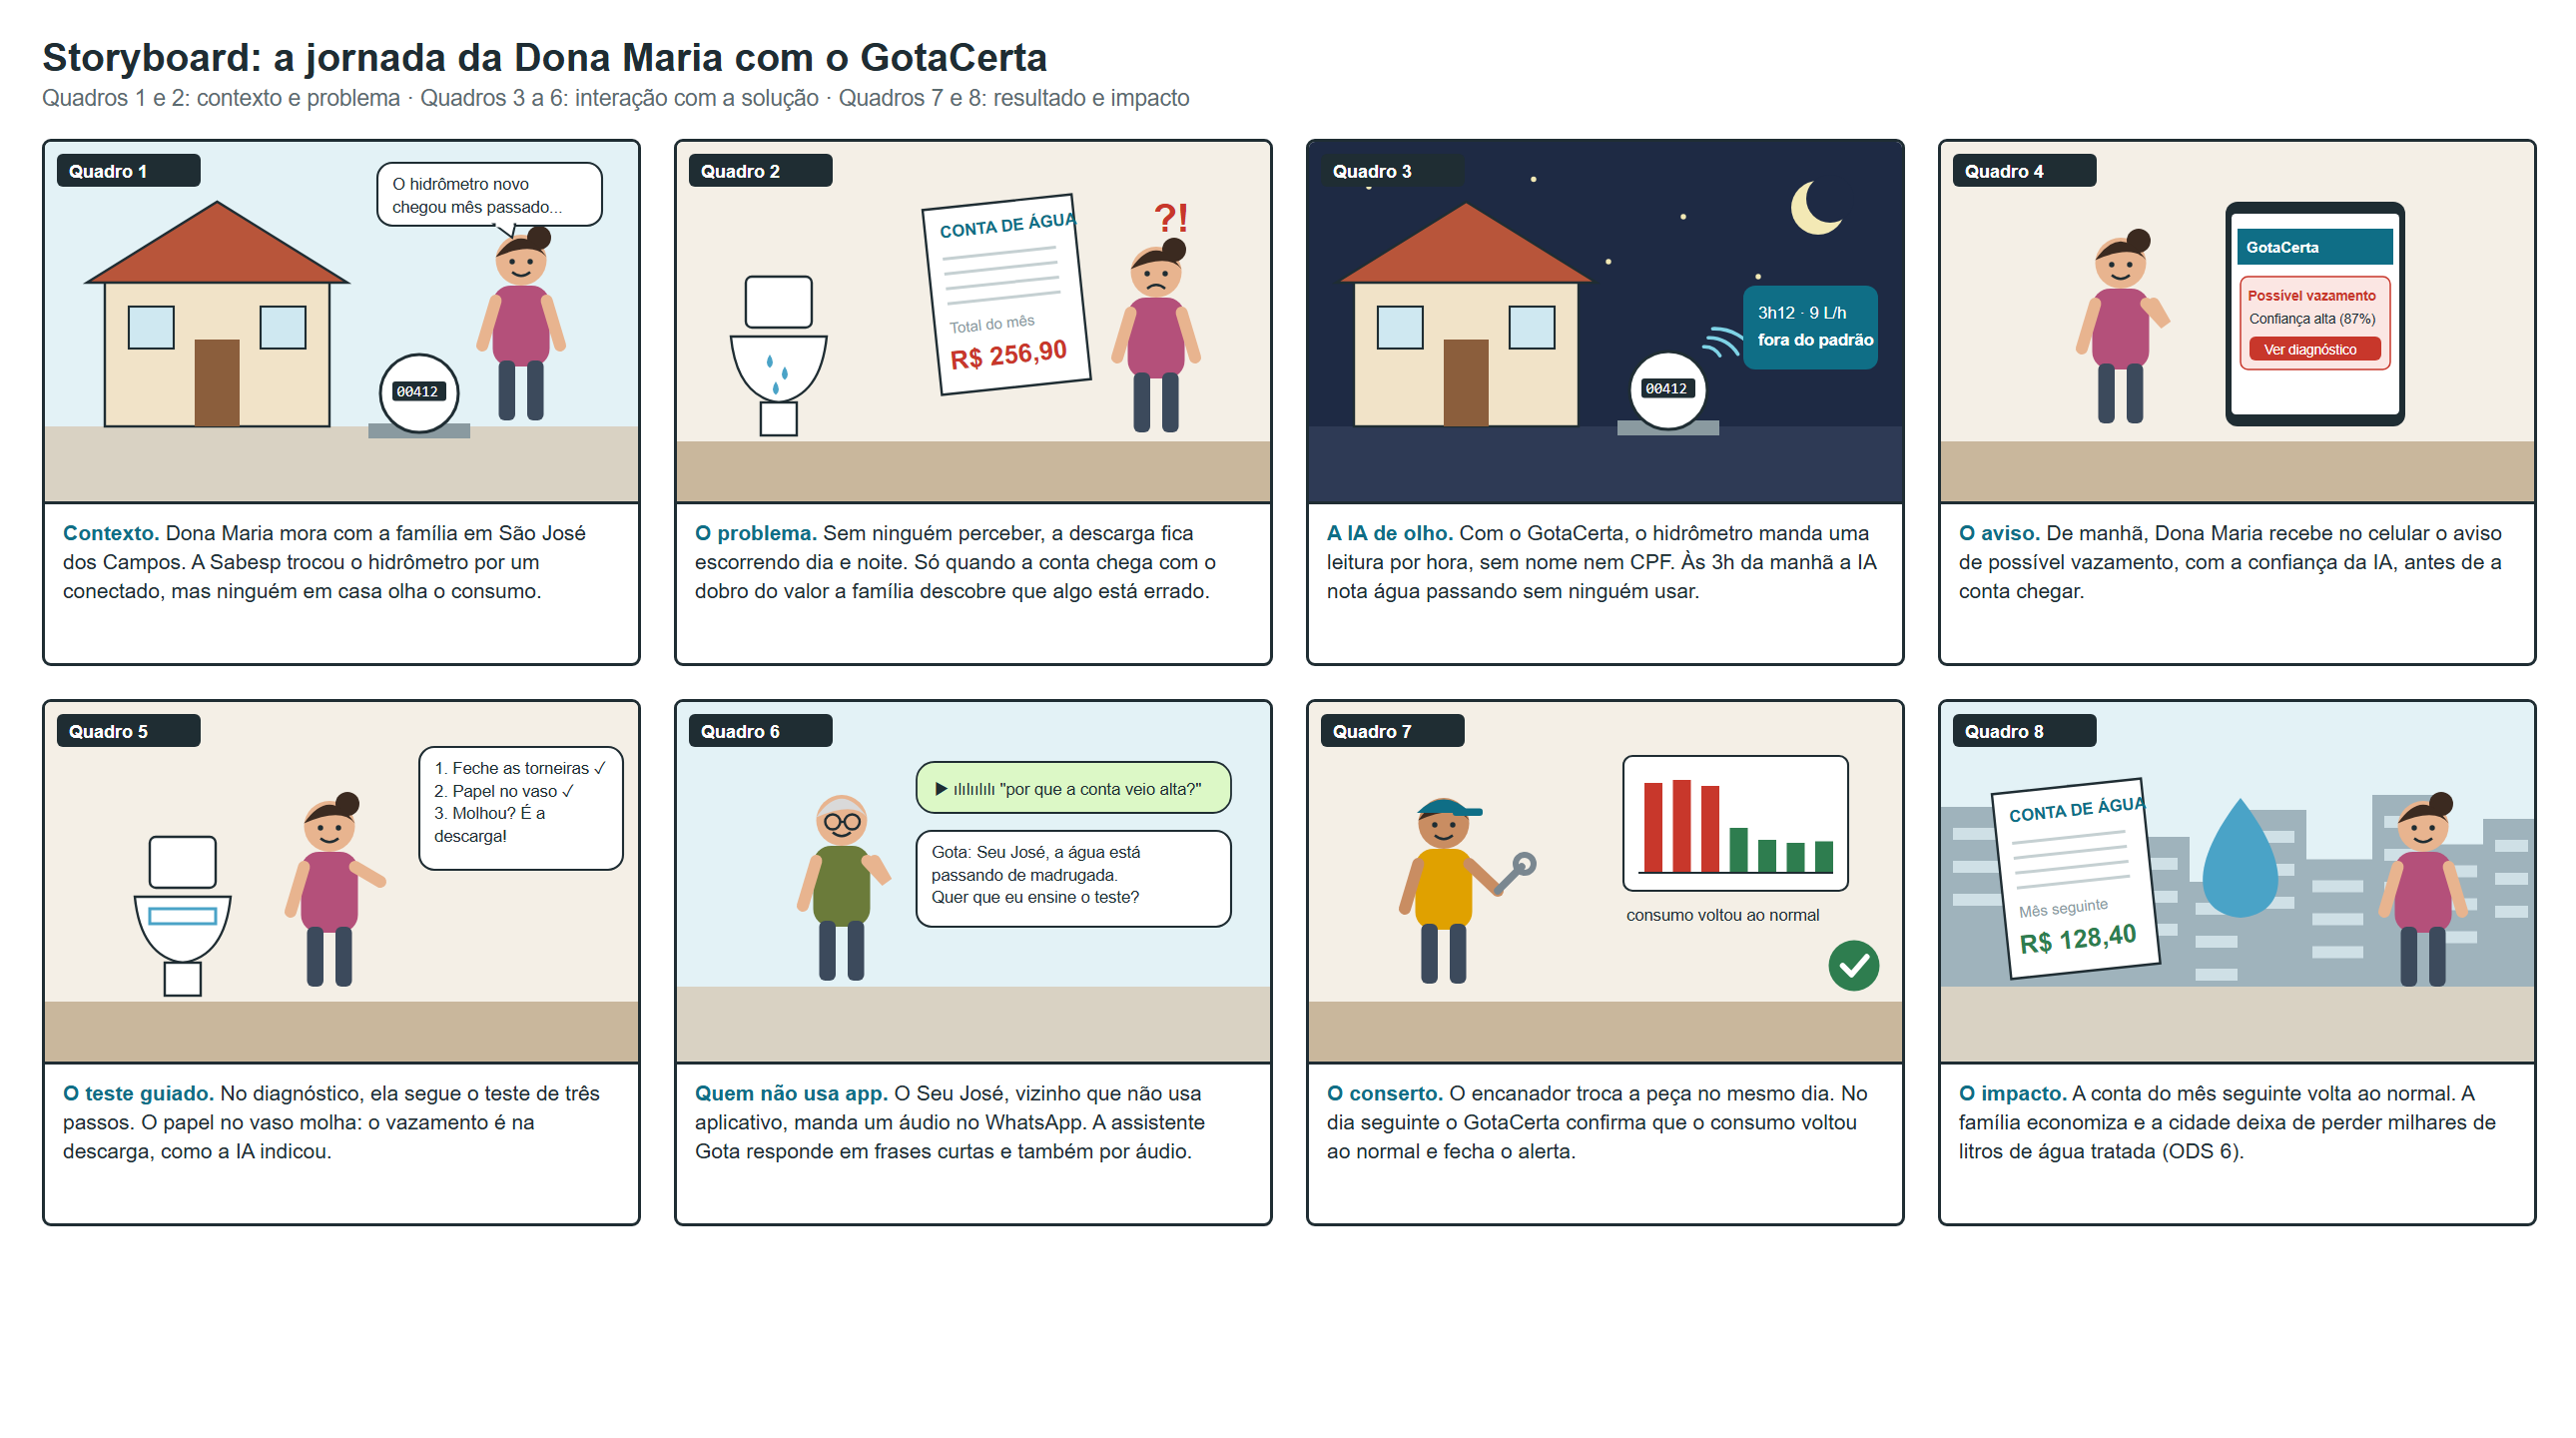 Storyboard: a jornada da Dona Maria com o GotaCerta
Quadros 1 e 2: contexto e problema · Quadros 3 a 6: interação com a solução · Quadros 7 e 8: resultado e impacto
Quadro 1
O hidrômetro novo
chegou mês passado...
00412
Contexto. Dona Maria mora com a família em São José
dos Campos. A Sabesp trocou o hidrômetro por um
conectado, mas ninguém em casa olha o consumo.
Quadro 2
CONTA DE ÁGUA
Total do mês
R$ 256,90
?!
O problema. Sem ninguém perceber, a descarga fica
escorrendo dia e noite. Só quando a conta chega com o
dobro do valor a família descobre que algo está errado.
Quadro 3
3h12 · 9 L/h
fora do padrão
00412
A IA de olho. Com o GotaCerta, o hidrômetro manda uma
leitura por hora, sem nome nem CPF. Às 3h da manhã a IA
nota água passando sem ninguém usar.
Quadro 4
GotaCerta
Possível vazamento
Confiança alta (87%)
Ver diagnóstico
O aviso. De manhã, Dona Maria recebe no celular o aviso
de possível vazamento, com a confiança da IA, antes de a
conta chegar.
Quadro 5
1. Feche as torneiras ✓
2. Papel no vaso ✓
3. Molhou? É a
descarga!
O teste guiado. No diagnóstico, ela segue o teste de três
passos. O papel no vaso molha: o vazamento é na
descarga, como a IA indicou.
Quadro 6
▶ ılıluılılı "por que a conta veio alta?"
Gota: Seu José, a água está
passando de madrugada.
Quer que eu ensine o teste?
Quem não usa app. O Seu José, vizinho que não usa
aplicativo, manda um áudio no WhatsApp. A assistente
Gota responde em frases curtas e também por áudio.
Quadro 7
consumo voltou ao normal
O conserto. O encanador troca a peça no mesmo dia. No
dia seguinte o GotaCerta confirma que o consumo voltou
ao normal e fecha o alerta.
Quadro 8
CONTA DE ÁGUA
Mês seguinte
R$ 128,40
O impacto. A conta do mês seguinte volta ao normal. A
família economiza e a cidade deixa de perder milhares de
litros de água tratada (ODS 6).